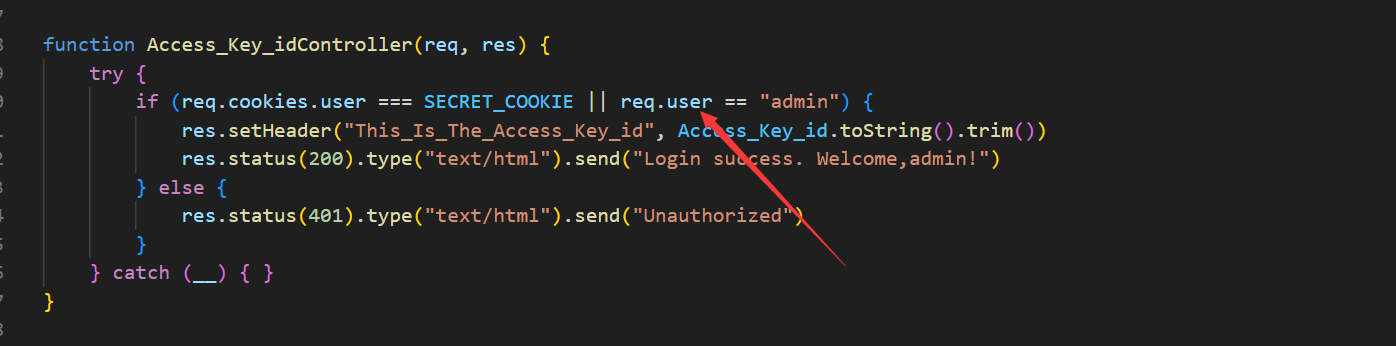 function Access_Key_idController(req, res) {
try {
if (req.cookies.user === SECRET_COOKIE || req.user == "admin") {
res.setHeader("This_Is_The_Access_Key_id", Access_Key_id.toString().trim())
res.status(200).type("text/html").send("Login success. Welcome,admin!")
} else {
res.status(401).type("text/html").send("Unauthorized")
}
} catch (__) { }
}